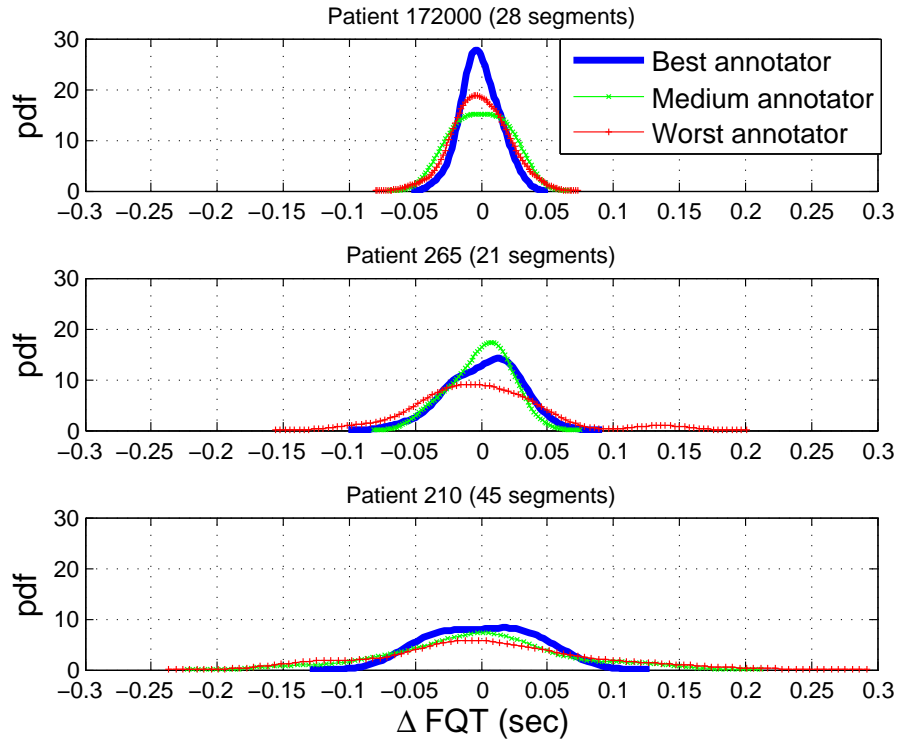 Patient 172000 (28 segments)
30
20
10
0
pdf
Best annotator
Medium annotator
Worst annotator
−0.3 −0.25 −0.2 −0.15 −0.1 −0.05 0 0.05 0.1 0.15 0.2 0.25 0.3
Patient 265 (21 segments)
30
20
10
0
pdf
−0.3 −0.25 −0.2 −0.15 −0.1 −0.05 0 0.05 0.1 0.15 0.2 0.25 0.3
Patient 210 (45 segments)
30
20
10
0
pdf
−0.3 −0.25 −0.2 −0.15 −0.1 −0.05 0 0.05 0.1 0.15 0.2 0.25 0.3
Δ FQT (sec)